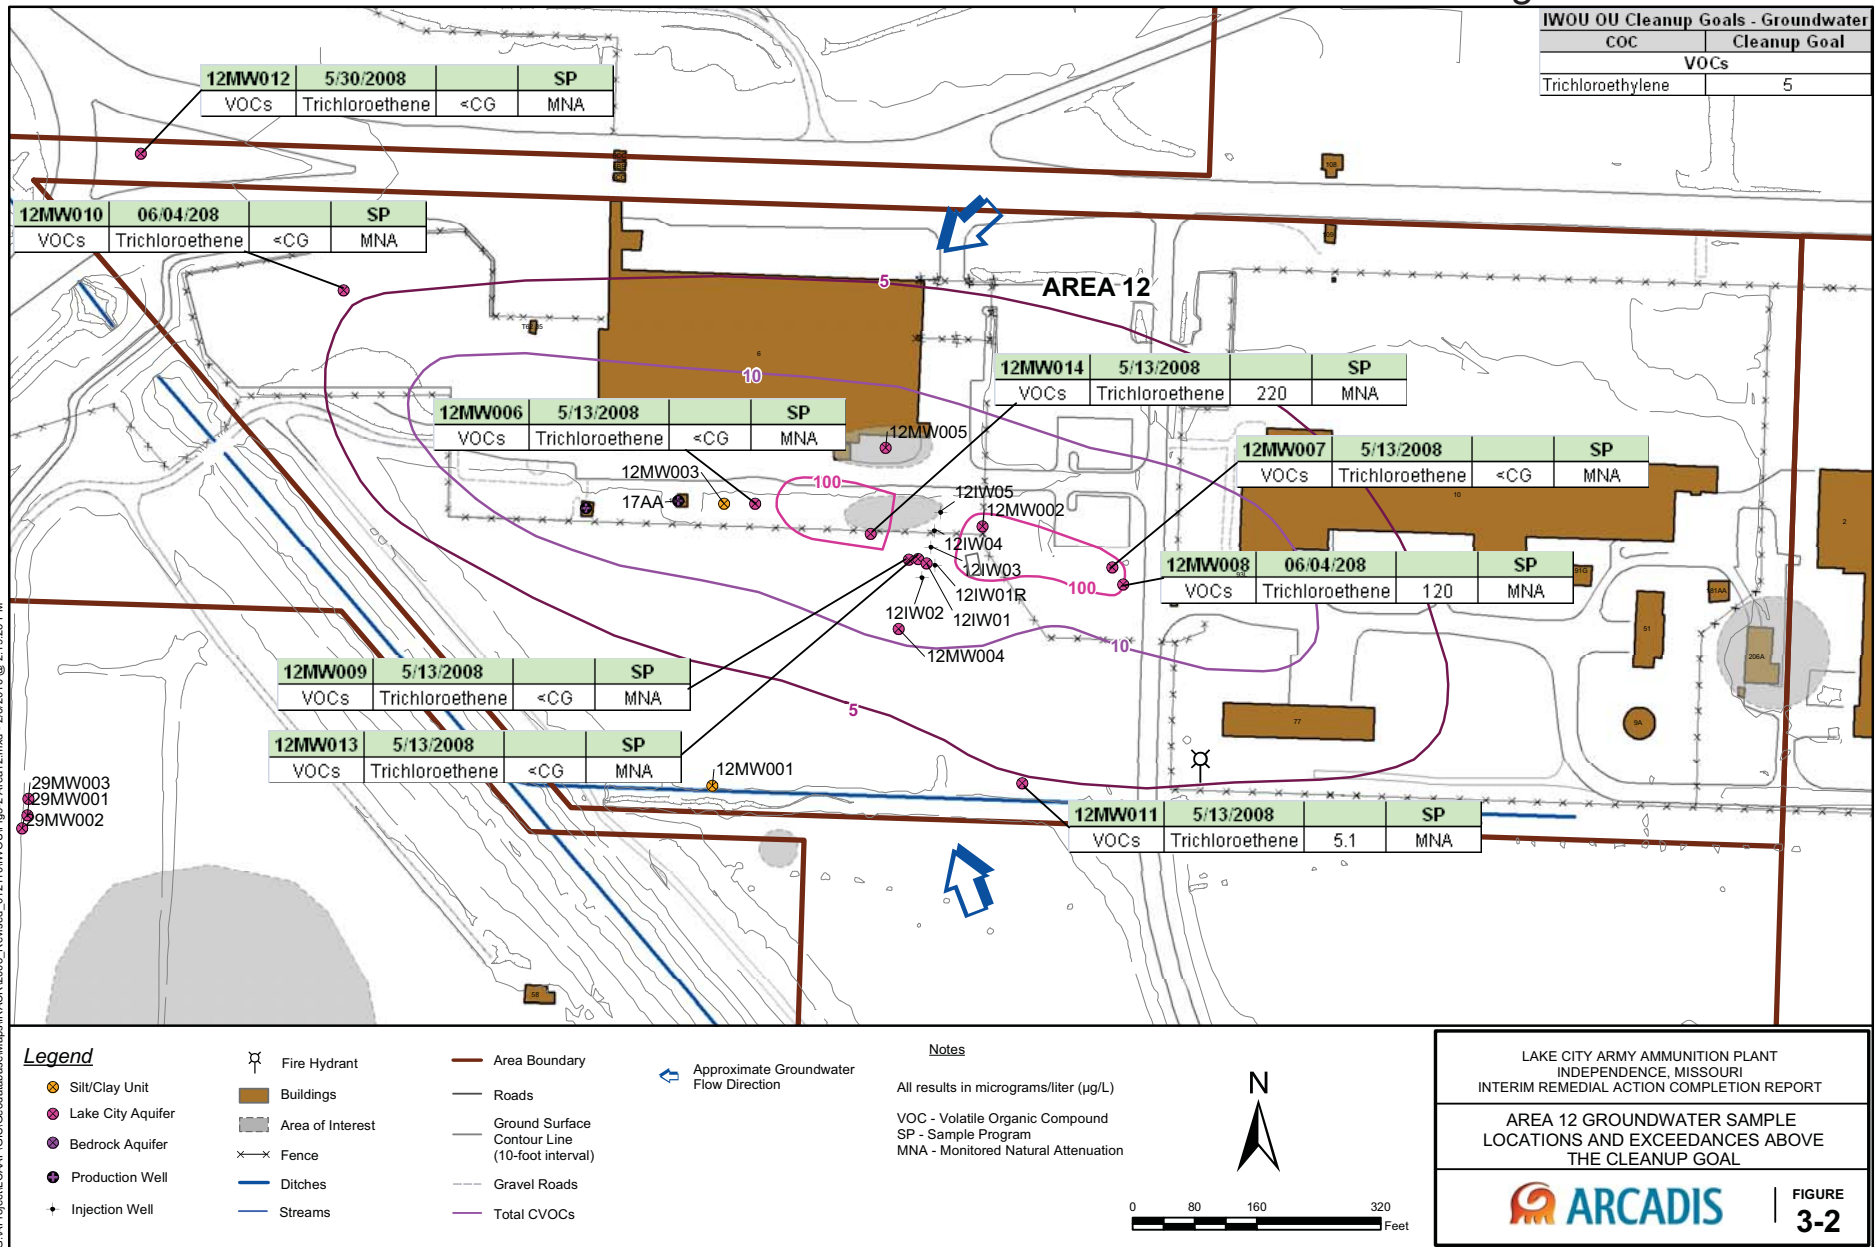 IWOU OU Cleanup Goals - Groundwater
COC Cleanup Goal
VOCs
Trichloroethylene 5
12MW012 5/30/2008 SP
VOCs Trichloroethene <CG MNA
12MW010 06/04/208 SP
VOCs Trichloroethene <CG MNA
108
109
5
AREA 12
6
10
12MW014 5/13/2008 SP
VOCs Trichloroethene 220 MNA
12MW006 5/13/2008 SP
VOCs Trichloroethene <CG MNA
12MW005
12MW007 5/13/2008 SP
VOCs Trichloroethene <CG MNA
10
2
12MW003
100
17AA
12IW05
12MW002
12IW04
12IW03
12MW008 06/04/208 SP
VOCs Trichloroethene 120 MNA
100
12IW01R
12IW02
12IW01
51
10
12MW004
206A
12MW009 5/13/2008 SP
VOCs Trichloroethene <CG MNA
5
77
9A
12MW013 5/13/2008 SP
VOCs Trichloroethene <CG MNA
12MW001
29MW003
29MW001
29MW002
12MW011 5/13/2008 SP
VOCs Trichloroethene 5.1 MNA
58
Legend
Silt/Clay Unit
Lake City Aquifer
Bedrock Aquifer
Production Well
Injection Well
Fire Hydrant
Buildings
Area of Interest
Fence
Ditches
Streams
Area Boundary
Roads
Ground Surface
Contour Line
(10-foot interval)
Gravel Roads
Total CVOCs
Approximate Groundwater
Flow Direction
Notes
All results in micrograms/liter (µg/L)
VOC - Volatile Organic Compound
SP - Sample Program
MNA - Monitored Natural Attenuation
N
0 80 160 320
Feet
LAKE CITY ARMY AMMUNITION PLANT
INDEPENDENCE, MISSOURI
INTERIM REMEDIAL ACTION COMPLETION REPORT
AREA 12 GROUNDWATER SAMPLE
LOCATIONS AND EXCEEDANCES ABOVE
THE CLEANUP GOAL
ARCADIS
FIGURE
3-2